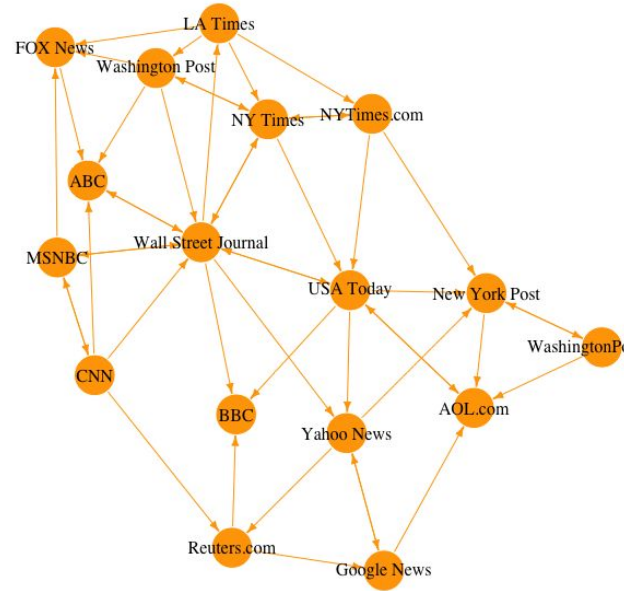 LA Times
FOX News
Washington Post
NY Times
NYTimes.com
ABC
Wall Street Journal
MSNBC
USA Today
New York Post
WashingtonPo
CNN
BBC
AOL.com
Yahoo News
Reuters.com
Google News